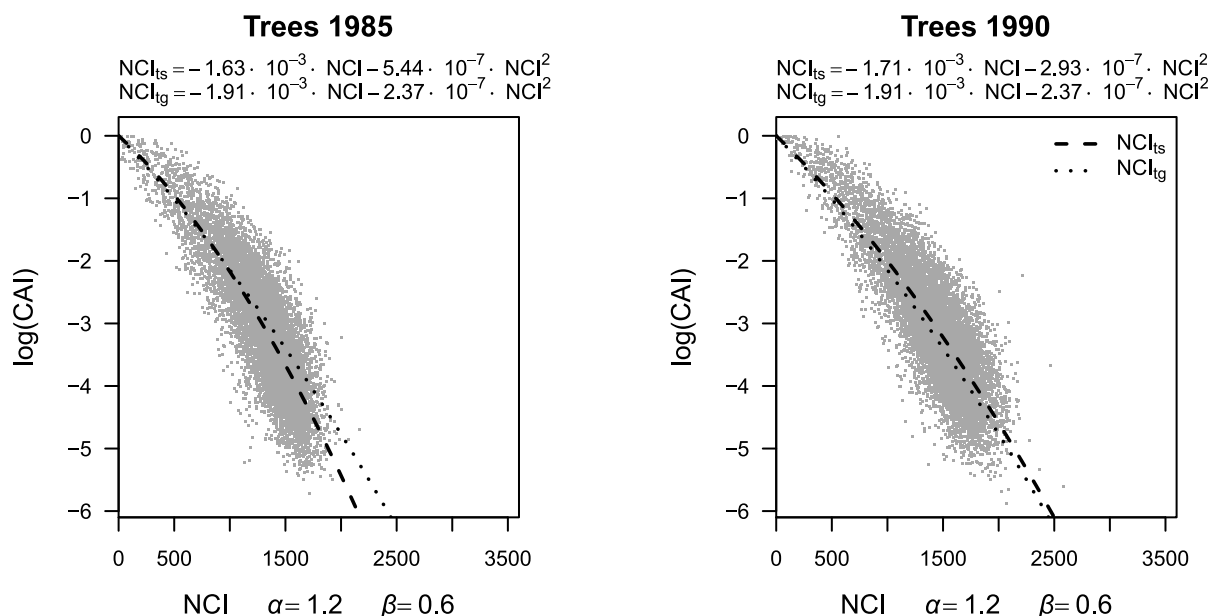 Trees 1985
NCIts = − 1.63 · 10−3 · NCI − 5.44 · 10−7 · NCI2
NCItg = − 1.91 · 10−3 · NCI − 2.37 · 10−7 · NCI2
log(CAI)
0
−1
−2
−3
−4
−5
−6
0 500 1500 2500 3500
NCI α= 1.2 β= 0.6
Trees 1990
NCIts = − 1.71 · 10−3 · NCI − 2.93 · 10−7 · NCI2
NCItg = − 1.91 · 10−3 · NCI − 2.37 · 10−7 · NCI2
NCIts
NCItg
log(CAI)
0
−1
−2
−3
−4
−5
−6
0 500 1500 2500 3500
NCI α= 1.2 β= 0.6